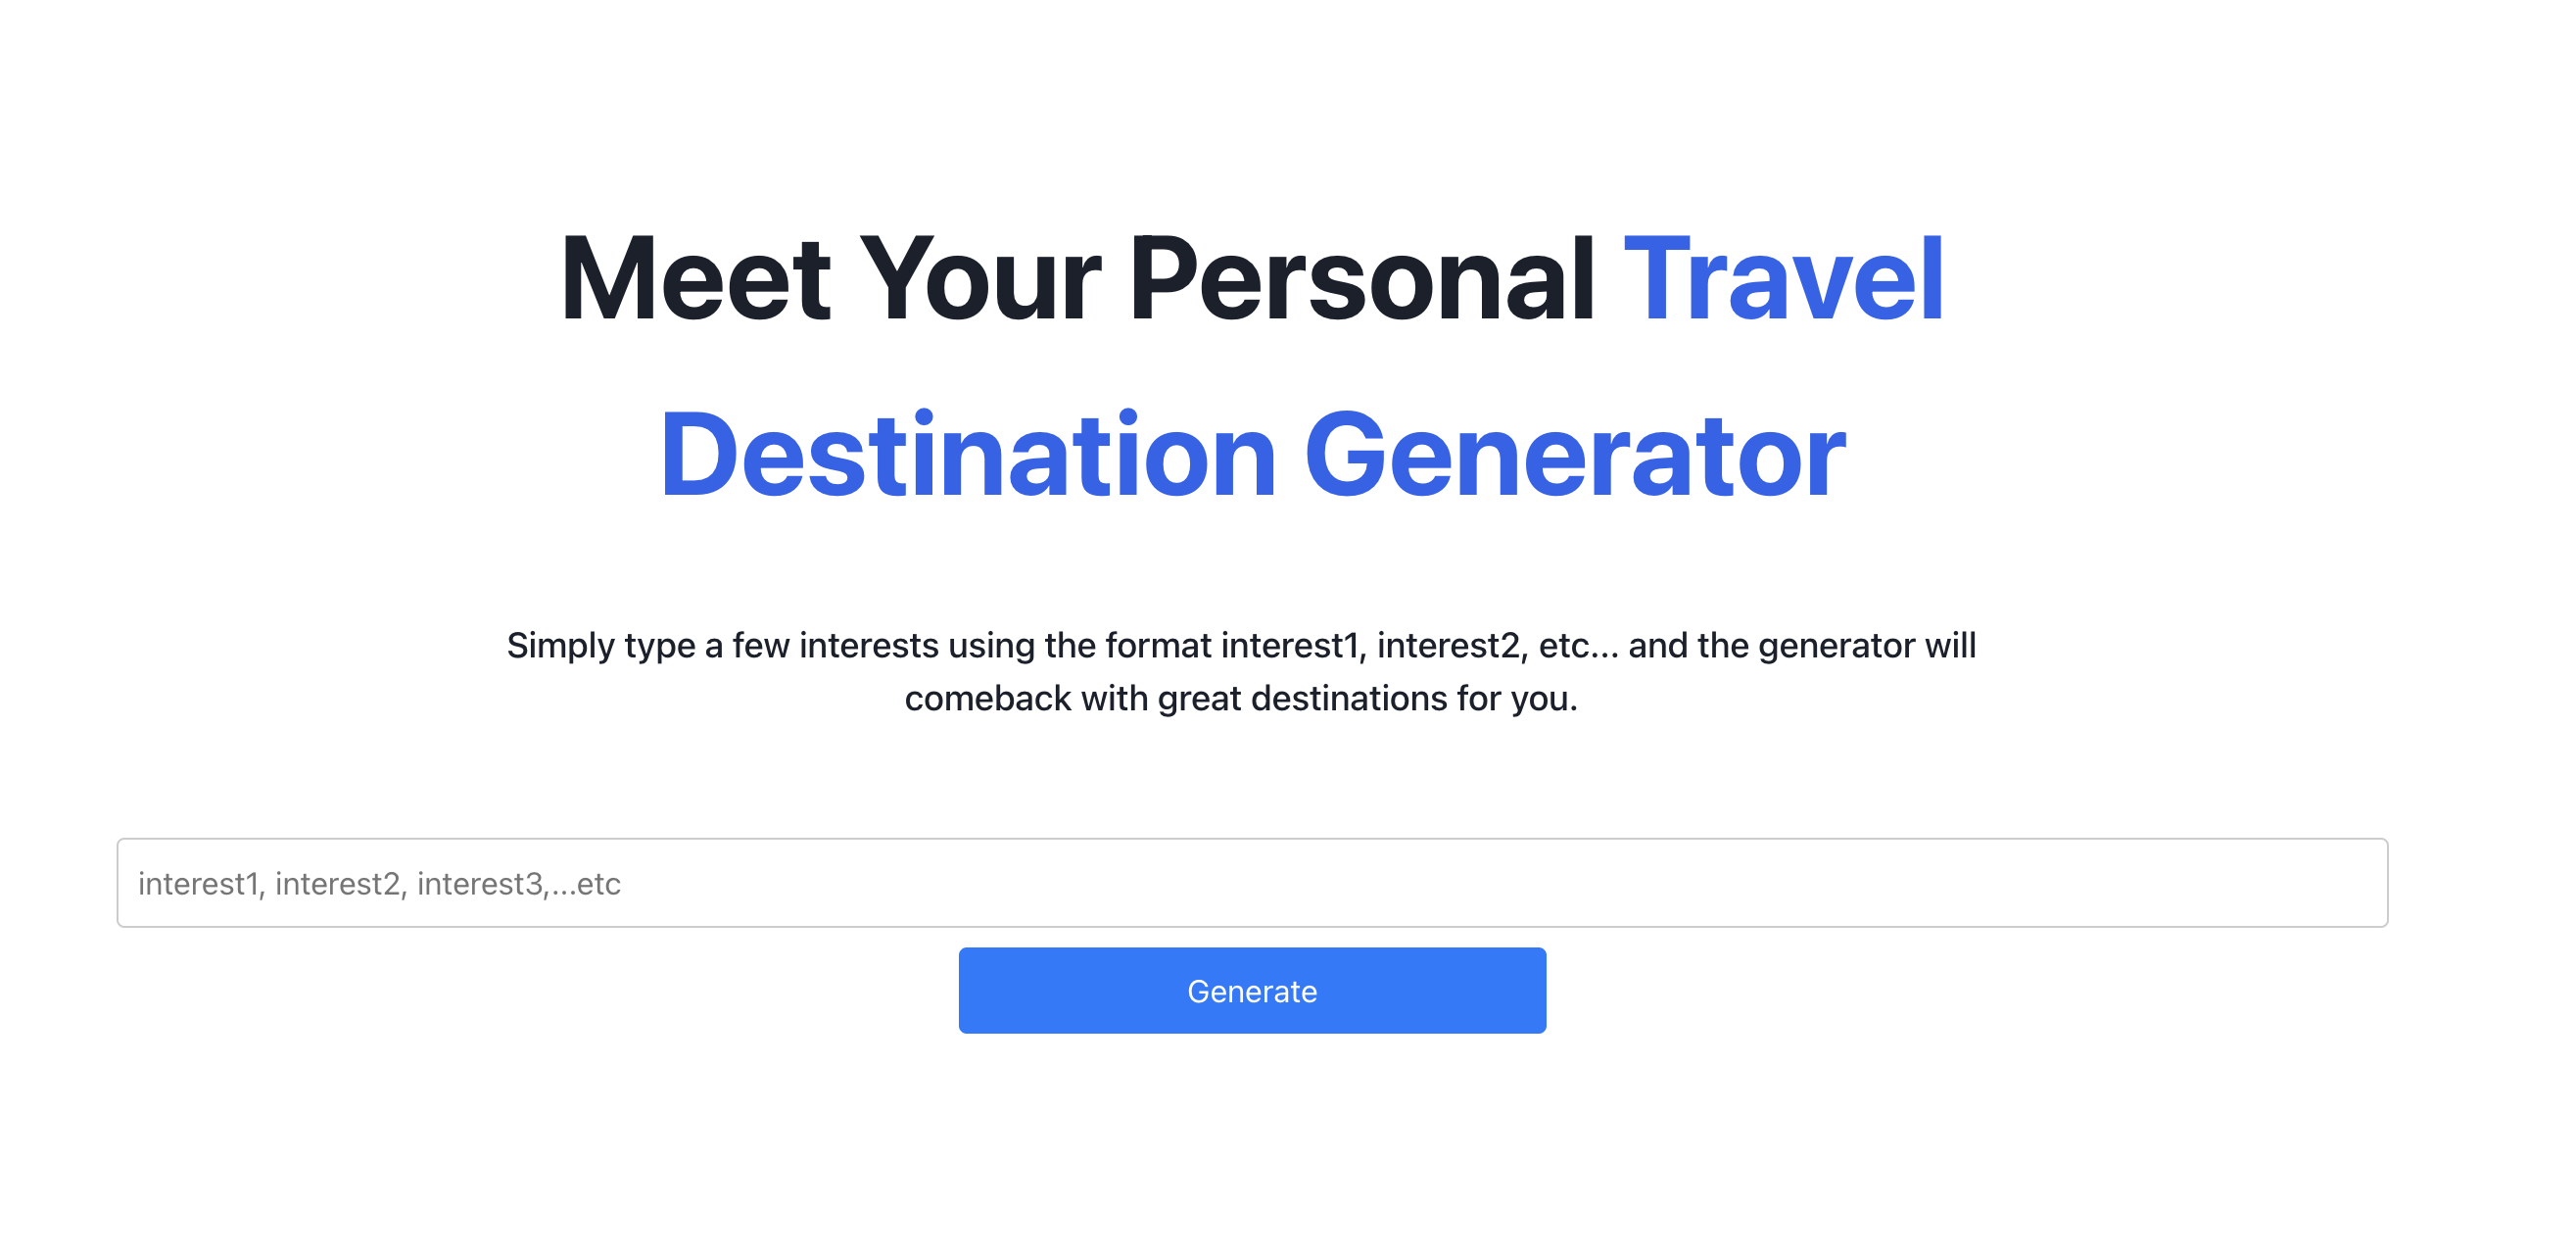 Meet Your Personal Travel
Destination Generator
Simply type a few interests using the format interest1, interest2, etc... and the generator will
comeback with great destinations for you.
interest1, interest2, interest3,...etc
Generate